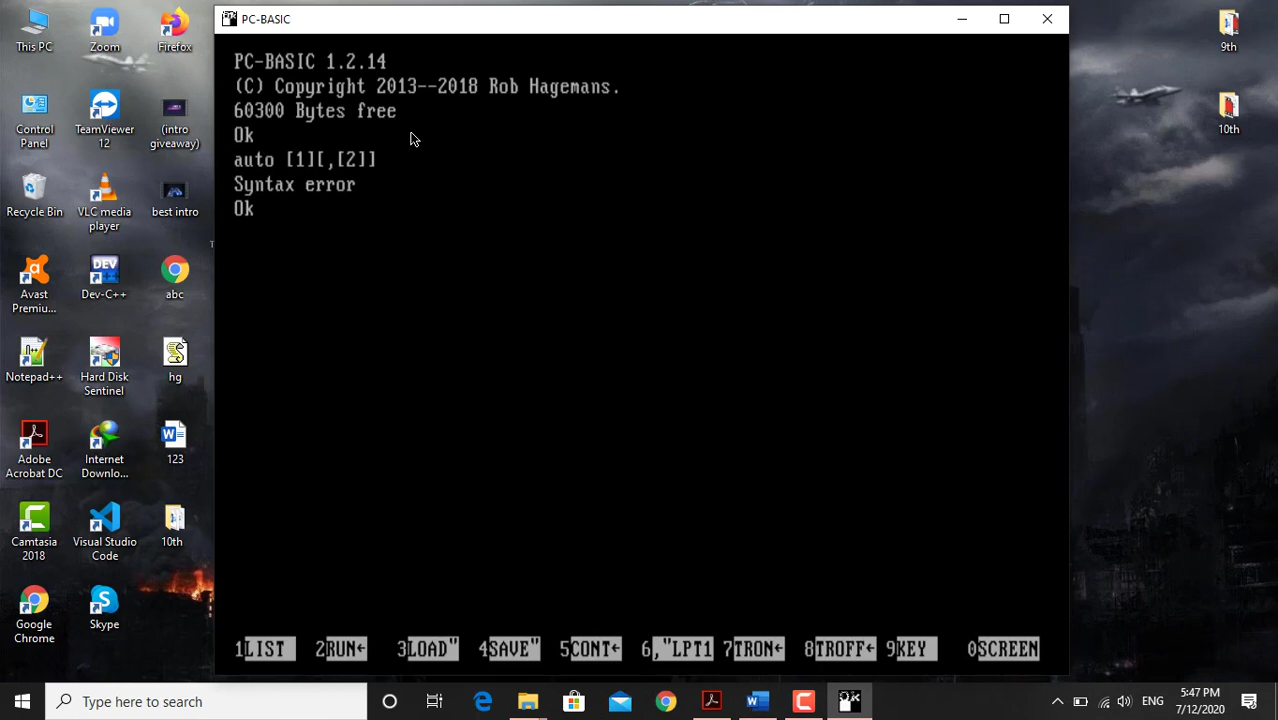 PC-BASIC
PC-BASIC 1.2.14
(C) Copyright 2013--2018 Rob Hagemans.
60300 Bytes free
Ok
auto [1][,[2]]
Syntax error
Ok
1LIST 2RUN← 3LOAD" 4SAVE" 5CONT← 6,"LPT1 7TRON← 8TROFF← 9KEY 0SCREEN
This PC
Zoom
Firefox
Control Panel
TeamViewer 12
(intro giveaway)
Recycle Bin
VLC media player
best intro
Avast Premiu...
DEV
Dev-C++
abc
Notepad++
Hard Disk Sentinel
hg
Adobe Acrobat DC
Internet Downlo...
123
Camtasia 2018
Visual Studio Code
10th
Google Chrome
Skype
9th
10th
Type here to search
ENG
5:47 PM
7/12/2020